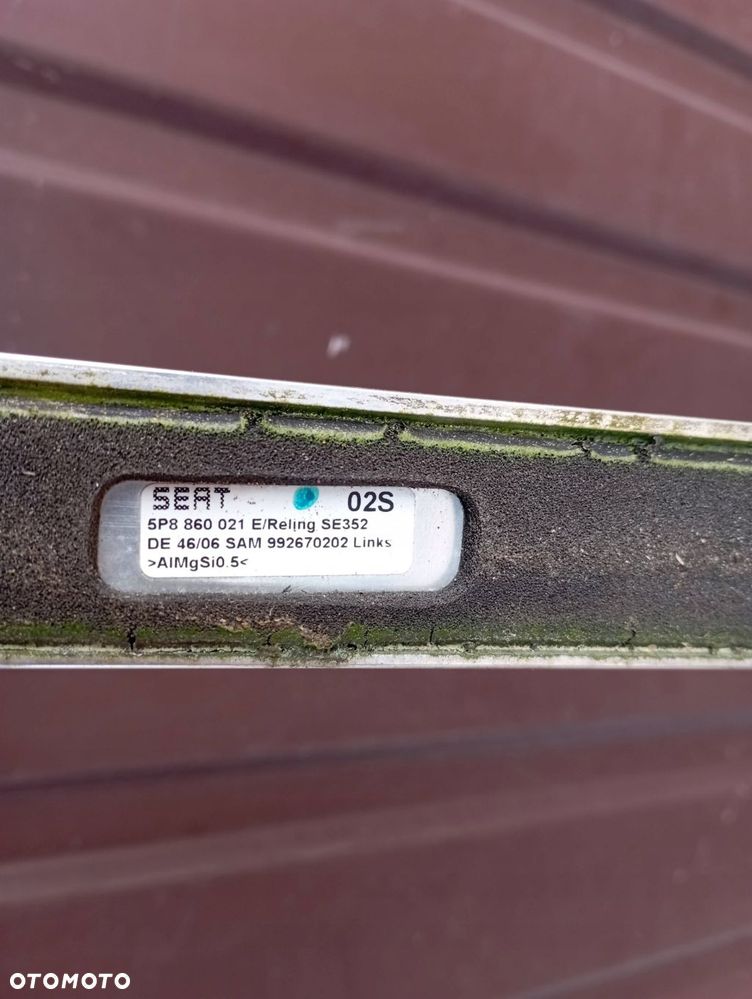 SEAT 02S
5P8 860 021 E/Reling SE352
DE 46/06 SAM 992670202 Links
>AlMgSi0.5<
OTOMOTO